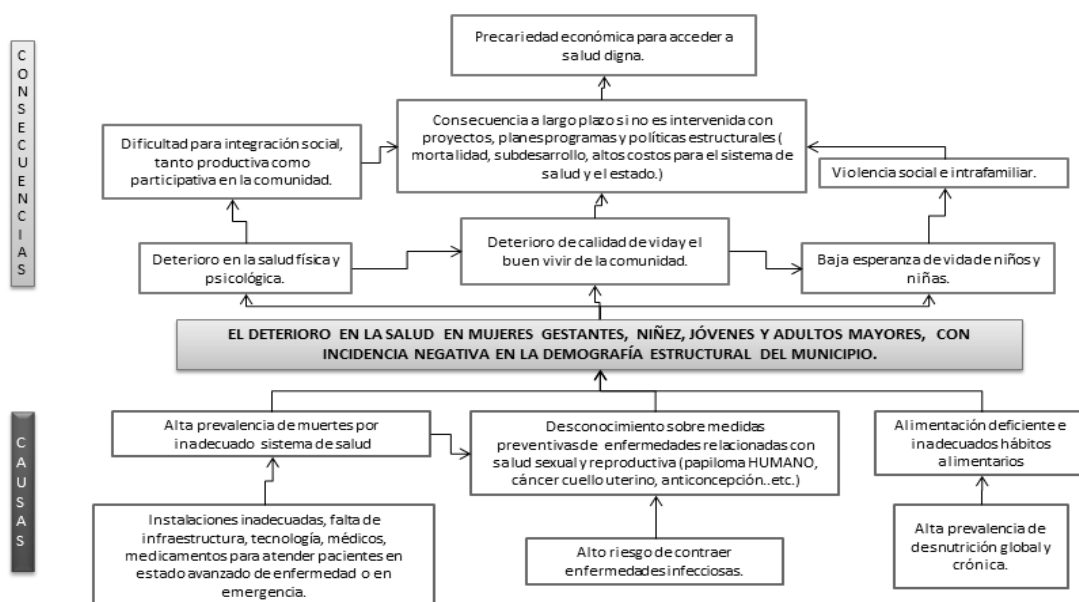 CONSECUENCIAS
Precariedad económica para acceder a
salud digna.
Consecuencia a largo plazo si no es intervenida con
proyectos, planes programas y políticas estructurales (
mortalidad, subdesarrollo, altos costos para el sistema de
salud y el estado.)
Dificultad para integración social,
tanto productiva como
participativa en la comunidad.
Violencia social e intrafamiliar.
Deterioro en la salud física y
psicológica.
Deterioro de calidad de vida y el
buen vivir de la comunidad.
Baja esperanza de vida de niños y
niñas.
EL DETERIORO EN LA SALUD EN MUJERES GESTANTES, NIÑEZ, JÓVENES Y ADULTOS MAYORES, CON
INCIDENCIA NEGATIVA EN LA DEMOGRAFÍA ESTRUCTURAL DEL MUNICIPIO.
CAUSAS
Alta prevalencia de muertes por
inadecuado sistema de salud
Desconocimiento sobre medidas
preventivas de enfermedades relacionadas con
salud sexual y reproductiva (papiloma HUMANO,
cáncer cuello uterino, anticoncepción..etc.)
Alimentación deficiente e
inadecuados hábitos
alimentarios
Instalaciones inadecuadas, falta de
infraestructura, tecnología, médicos,
medicamentos para atender pacientes en
estado avanzado de enfermedad o en
emergencia.
Alto riesgo de contraer
enfermedades infecciosas.
Alta prevalencia de
desnutrición global y
crónica.